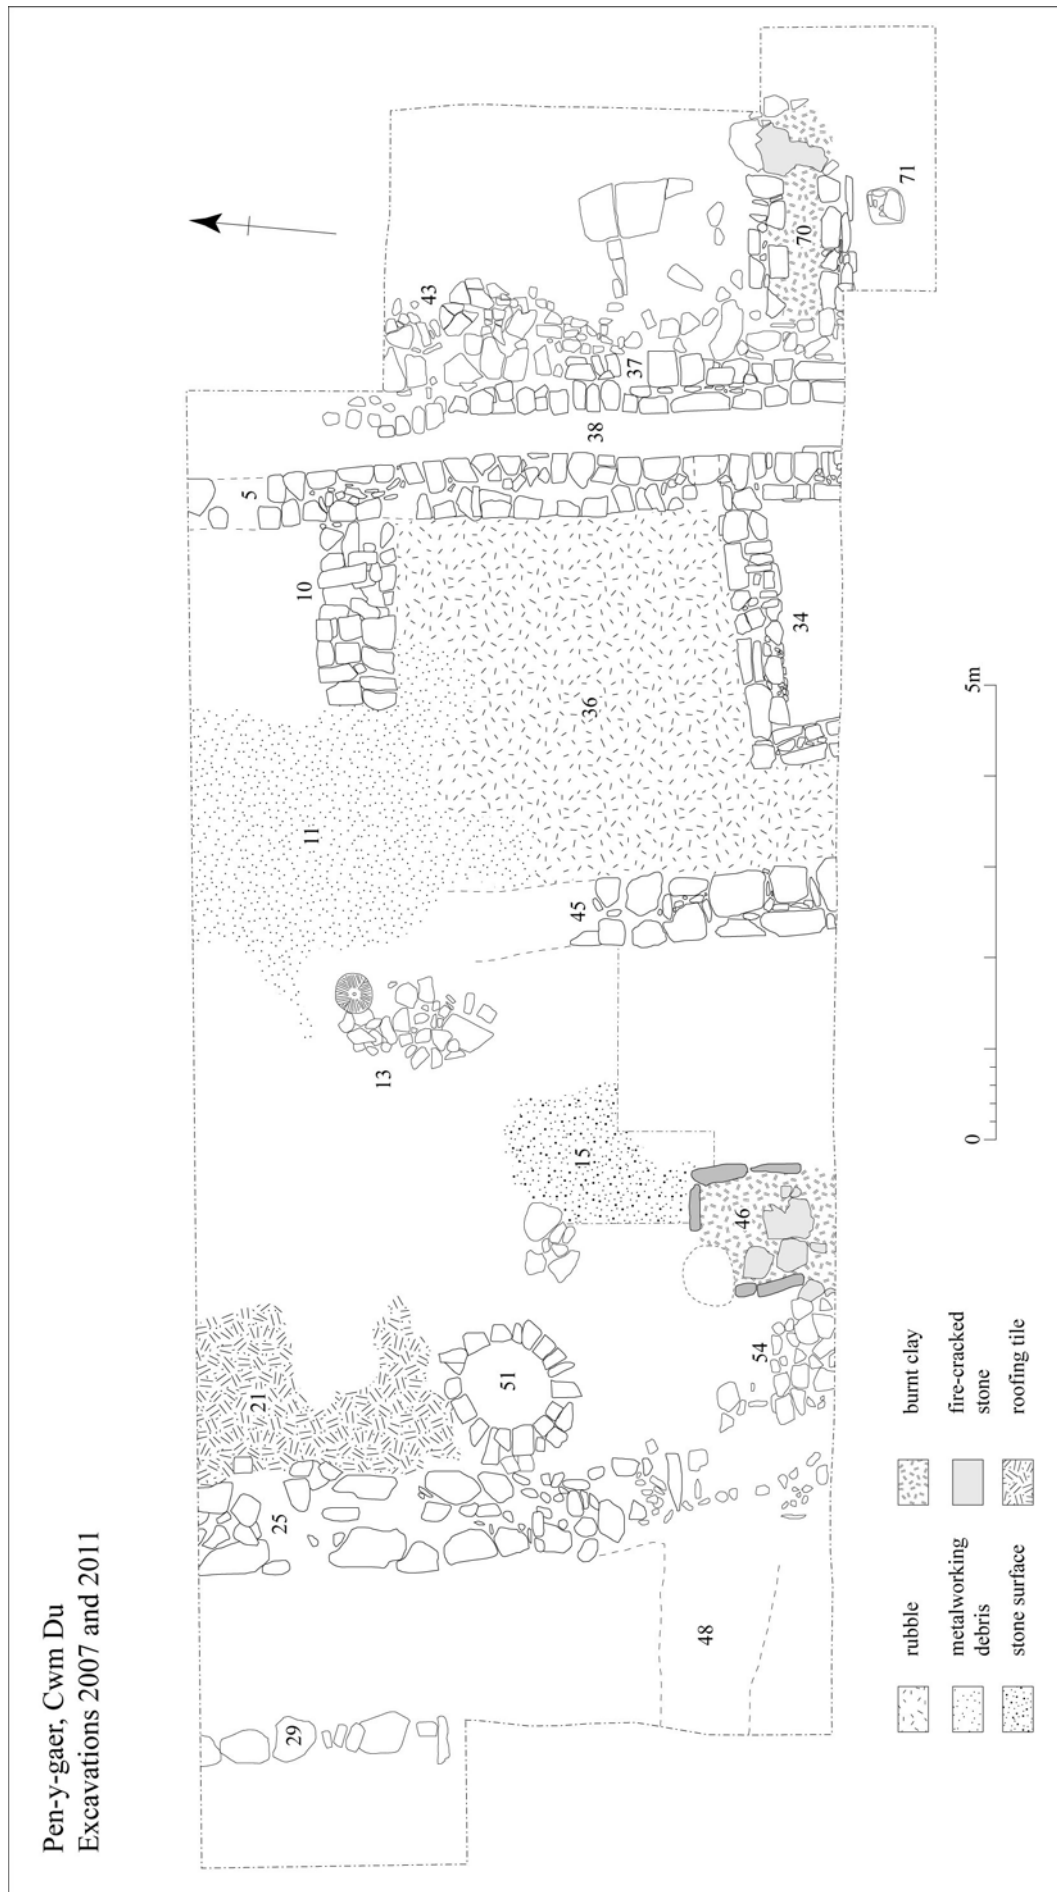 Pen-y-gaer, Cwm Du
Excavations 2007 and 2011
29
25
21
48
51
54
46
15
13
11
45
36
10
34
5
38
37
43
70
71
0
5m
rubble
burnt clay
metalworking
debris
fire-cracked
stone
stone surface
roofing tile